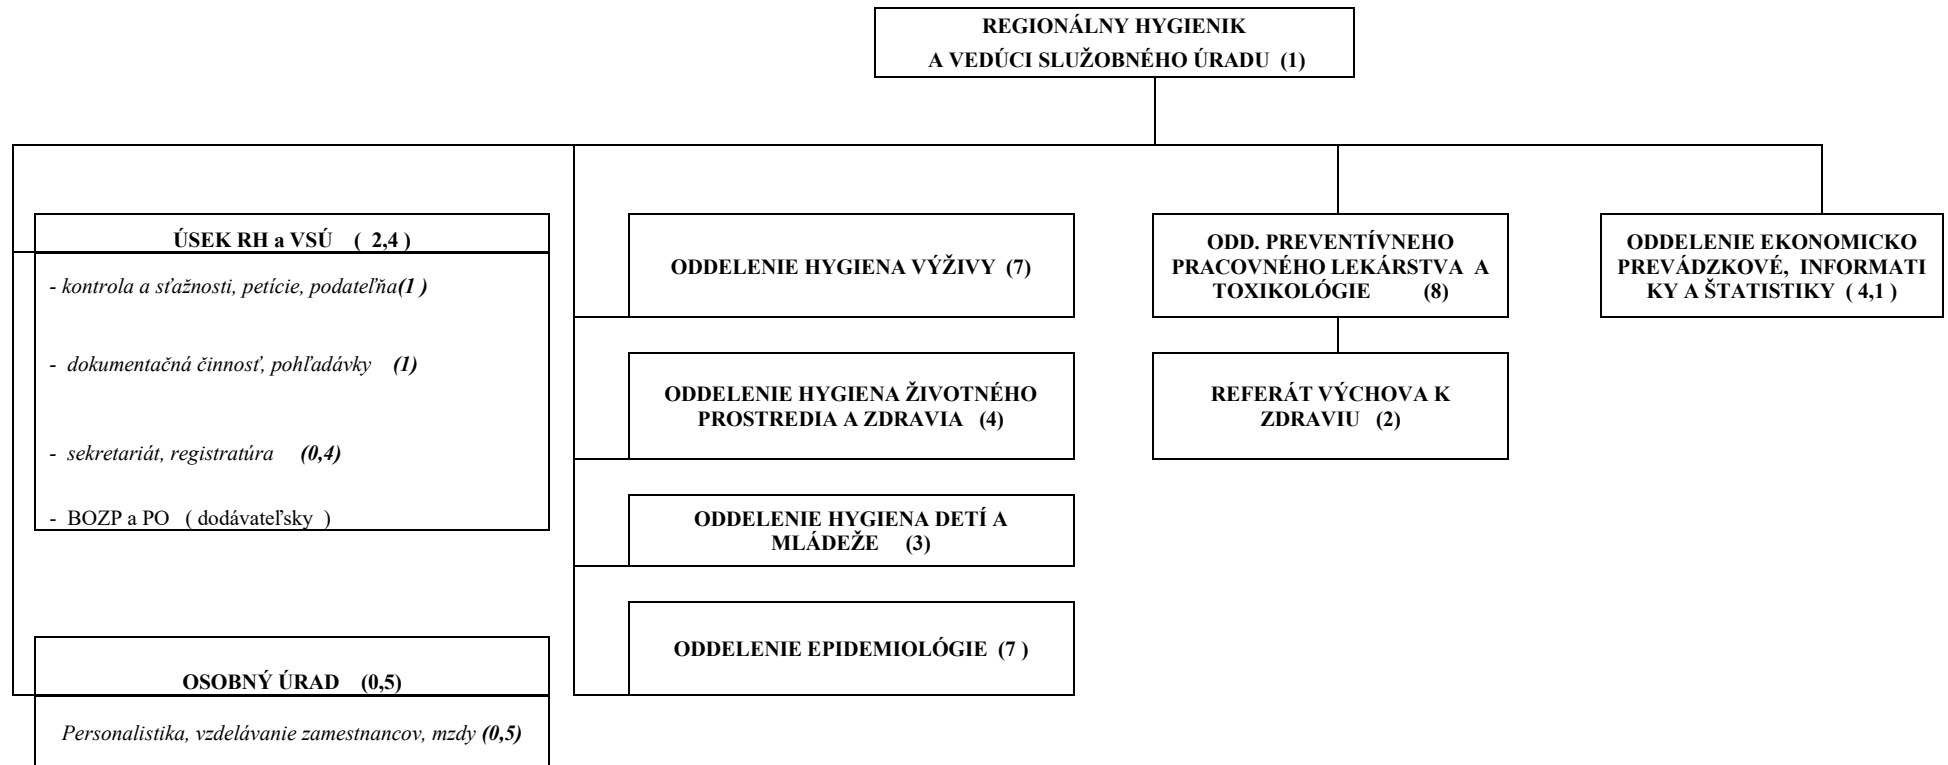 REGIONÁLNY HYGIENIK
A VEDÚCI SLUŽOBNÉHO ÚRADU (1)
ÚSEK RH a VSÚ ( 2,4 )
- kontrola a sťažnosti, petície, podateľňa(1 )
- dokumentačná činnosť, pohľadávky (1)
- sekretariát, registratúra (0,4)
- BOZP a PO ( dodávateľsky )
OSOBNÝ ÚRAD (0,5)
Personalistika, vzdelávanie zamestnancov, mzdy (0,5)
ODDELENIE HYGIENA VÝŽIVY (7)
ODDELENIE HYGIENA ŽIVOTNÉHO
PROSTREDIA A ZDRAVIA (4)
ODDELENIE HYGIENA DETÍ A
MLÁDEŽE (3)
ODDELENIE EPIDEMIOLÓGIE (7 )
ODD. PREVENTÍVNEHO
PRACOVNÉHO LEKÁRSTVA A
TOXIKOLÓGIE (8)
REFERÁT VÝCHOVA K
ZDRAVIU (2)
ODDELENIE EKONOMICKO
PREVÁDZKOVÉ, INFORMATI
KY A ŠTATISTIKY ( 4,1 )